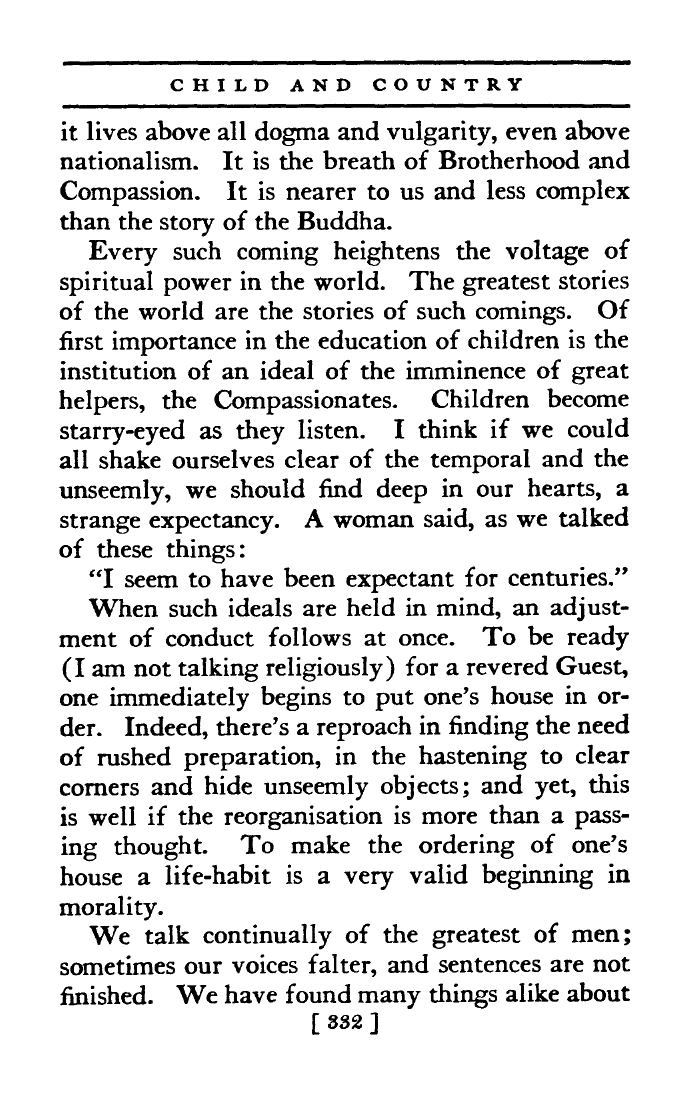 CHILD AND COUNTRY
it lives above all dogma and vulgarity, even above
nationalism. It is the breath of Brotherhood and
Compassion. It is nearer to us and less complex
than the story of the Buddha.
Every such coming heightens the voltage of
spiritual power in the world. The greatest stories
of the world are the stories of such comings. Of
first importance in the education of children is the
institution of an ideal of the imminence of great
helpers, the Compassionates. Children become
starry-eyed as they listen. I think if we could
all shake ourselves clear of the temporal and the
unseemly, we should find deep in our hearts, a
strange expectancy. A woman said, as we talked
of these things:
“I seem to have been expectant for centuries.”
When such ideals are held in mind, an adjust-
ment of conduct follows at once. To be ready
(I am not talking religiously) for a revered Guest,
one immediately begins to put one’s house in or-
der. Indeed, there’s a reproach in finding the need
of rushed preparation, in the hastening to clear
corners and hide unseemly objects; and yet, this
is well if the reorganisation is more than a pass-
ing thought. To make the ordering of one’s
house a life-habit is a very valid beginning in
morality.
We talk continually of the greatest of men;
sometimes our voices falter, and sentences are not
finished. We have found many things alike about
[ 332 ]